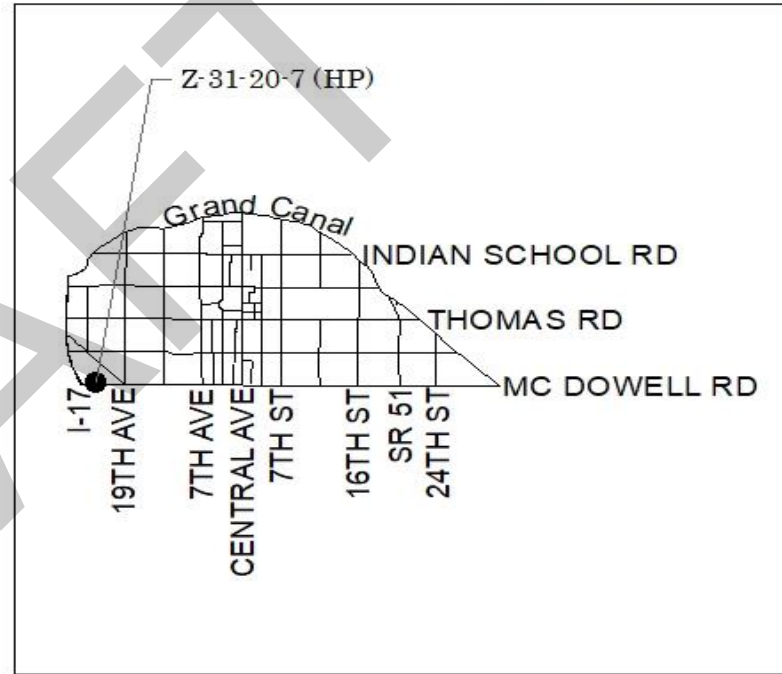 Z-31-20-7 (HP)
Grand Canal
INDIAN SCHOOL RD
THOMAS RD
MC DOWELL RD
I-17
19TH AVE
7TH AVE
CENTRAL AVE
7TH ST
16TH ST
SR 51
24TH ST